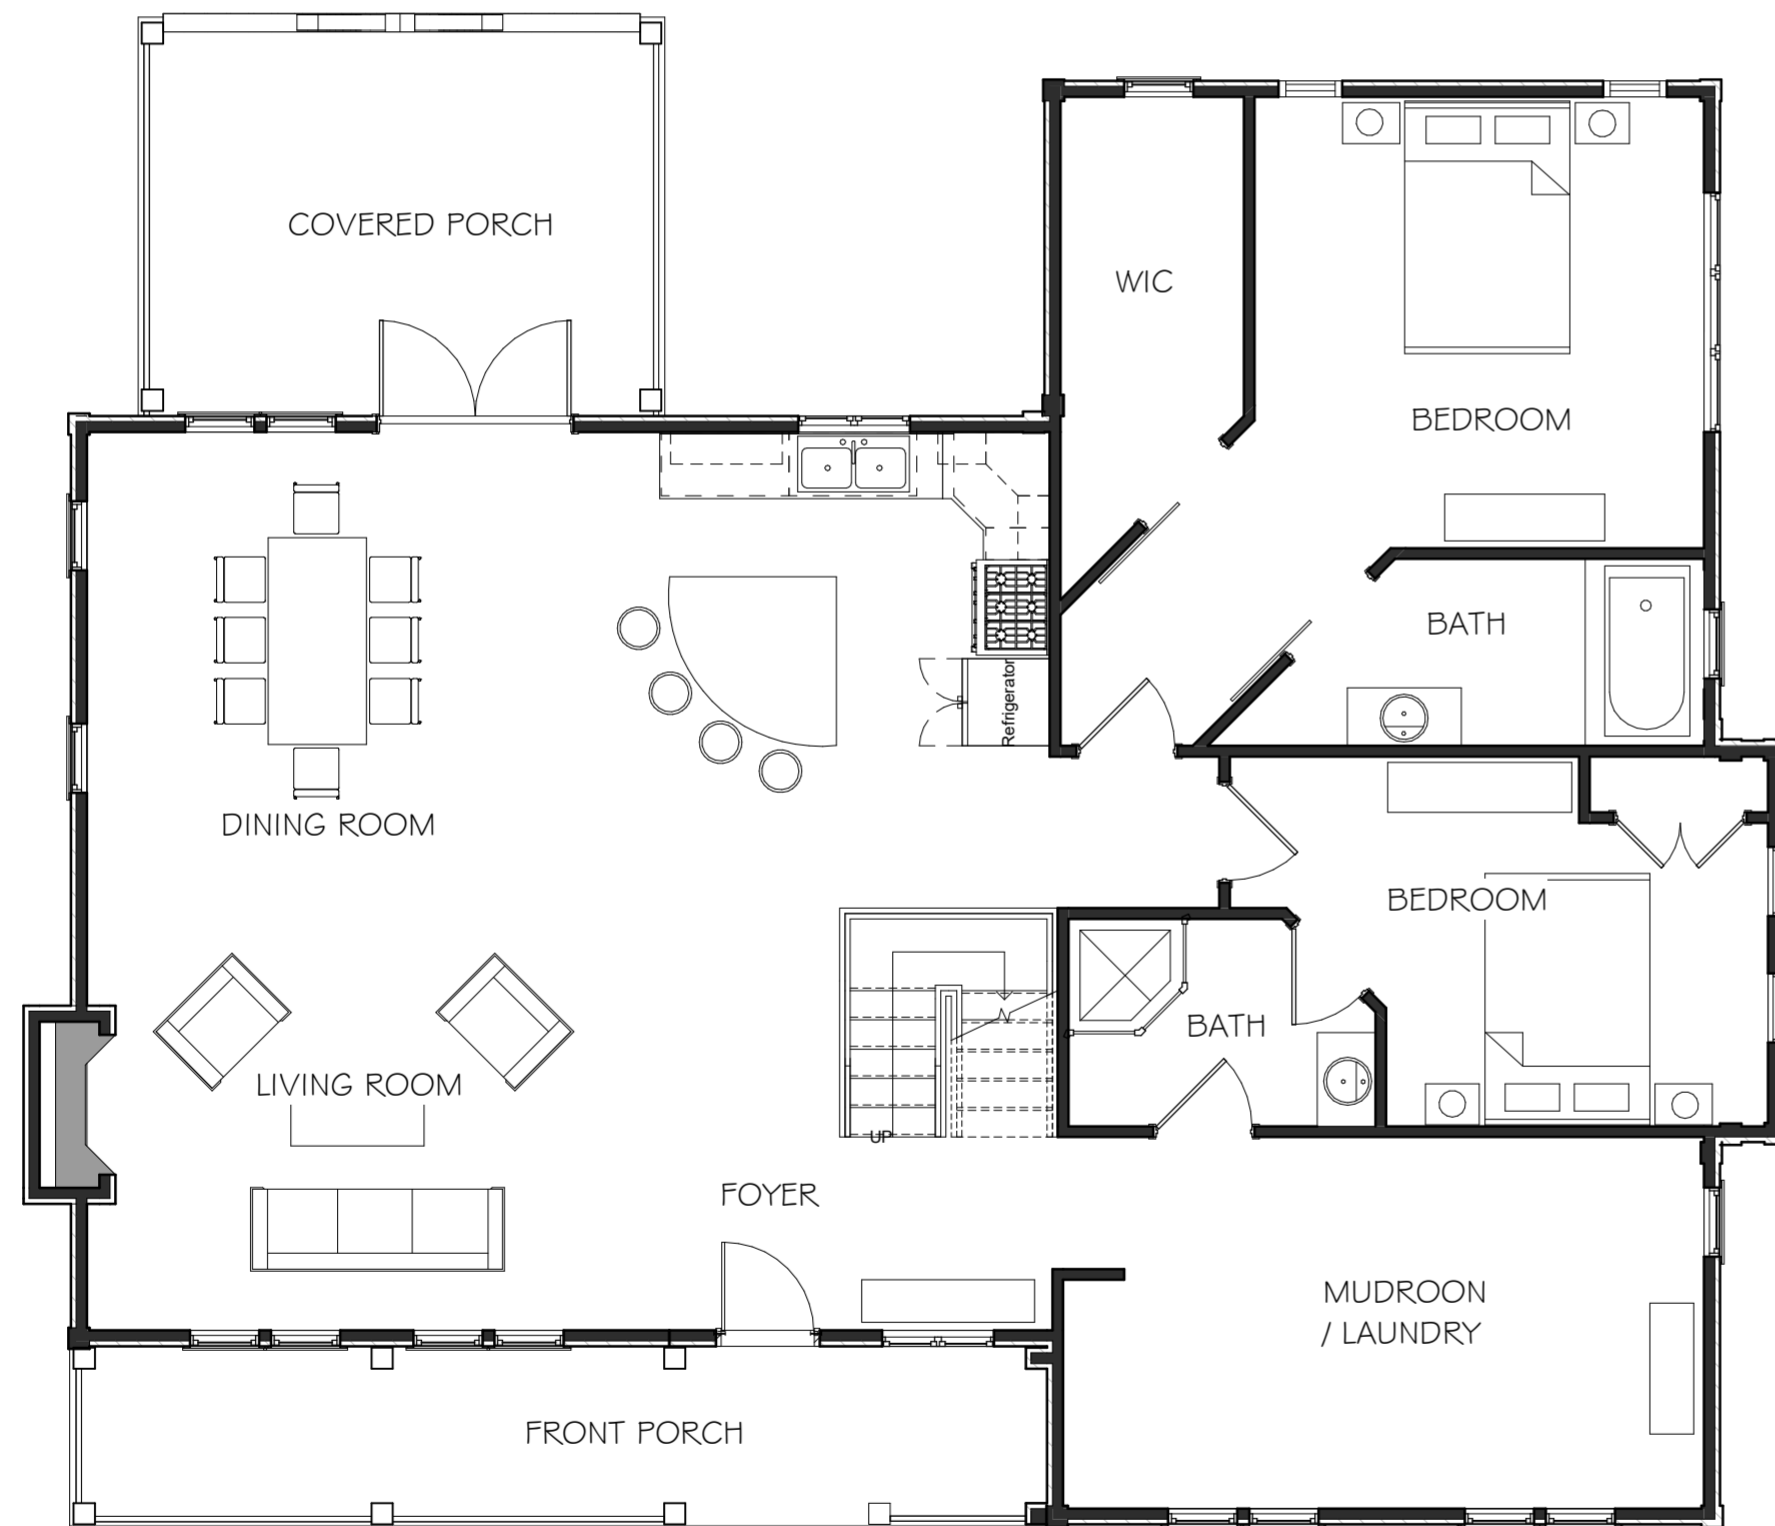 COVERED PORCH
WIC
BEDROOM
BATH
Refrigerator
DINING ROOM
BEDROOM
BATH
LIVING ROOM
UP
FOYER
MUDROON
/ LAUNDRY
FRONT PORCH